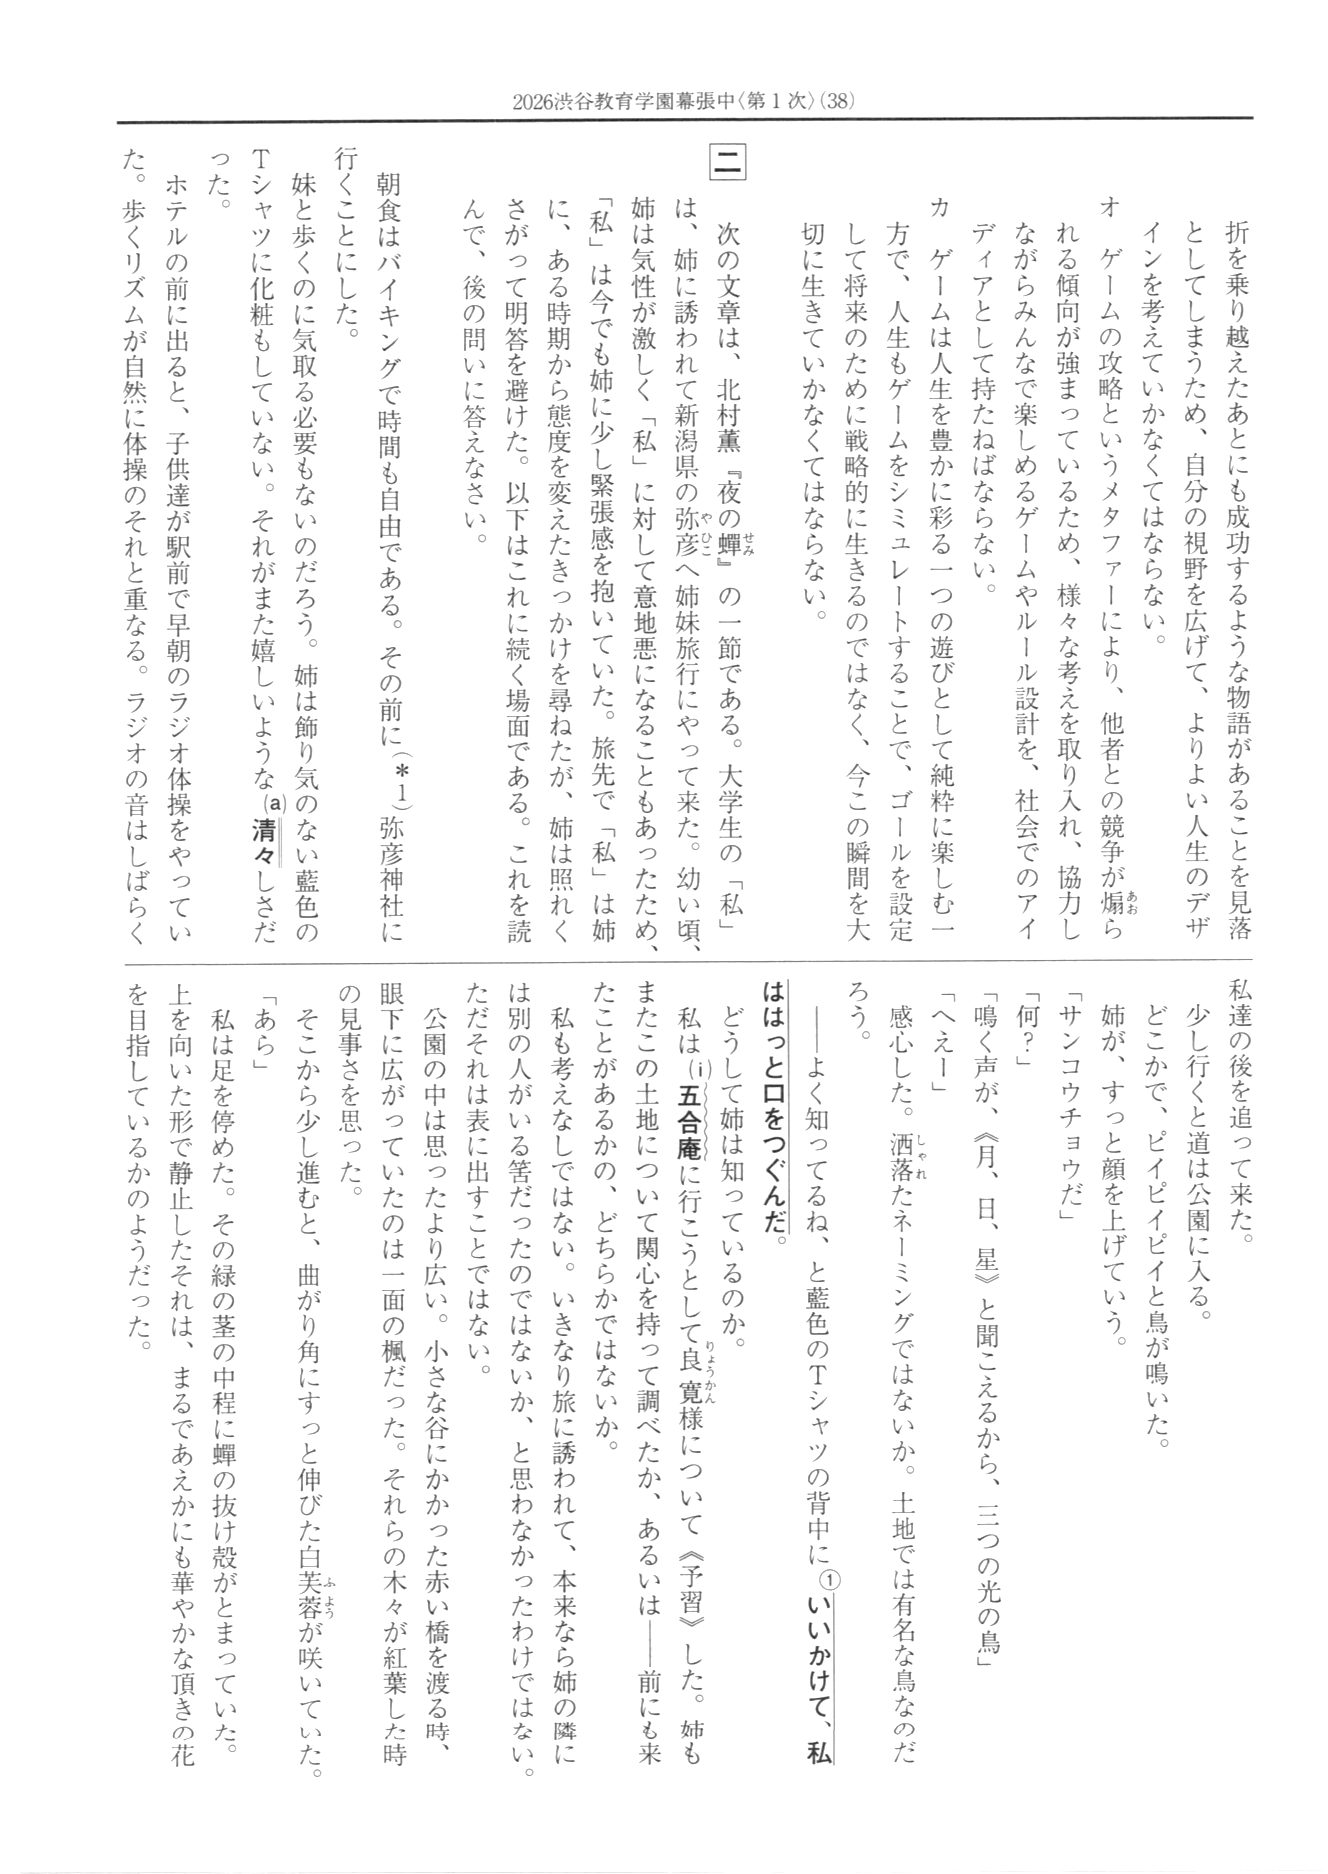 2026渋谷教育学園幕張中〈第1次〉(38)
折を乗り越えたあとにも成功するような物語があることを見落
としてしまうため、自分の視野を広げて、よりよい人生のデザ
インを考えていかなくてはならない。
オ　ゲームの攻略というメタファーにより、他者との競争が煽あおら
れる傾向が強まっているため、様々な考えを取り入れ、協力し
ながらみんなで楽しめるゲームやルール設計を、社会でのアイ
ディアとして持たねばならない。
カ　ゲームは人生を豊かに彩る一つの遊びとして純粋に楽しむ一
方で、人生もゲームをシミュレートすることで、ゴールを設定
して将来のために戦略的に生きるのではなく、今この瞬間を大
切に生きていかなくてはならない。
二　次の文章は、北村薫『夜の蟬せみ』の一節である。大学生の「私」
は、姉に誘われて新潟県の弥彦やひこへ姉妹旅行にやって来た。幼い頃、
姉は気性が激しく「私」に対して意地悪になることもあったため、
「私」は今でも姉に少し緊張感を抱いていた。旅先で「私」は姉
に、ある時期から態度を変えたきっかけを尋ねたが、姉は照れく
さがって明答を避けた。以下はこれに続く場面である。これを読
んで、後の問いに答えなさい。
朝食はバイキングで時間も自由である。その前に(＊1)弥彦神社に
行くことにした。
妹と歩くのに気取る必要もないのだろう。姉は飾り気のない藍色の
Tシャツに化粧もしていない。それがまた嬉しいような(a)清々しさだ
った。
ホテルの前に出ると、子供達が駅前で早朝のラジオ体操をやってい
た。歩くリズムが自然に体操のそれと重なる。ラジオの音はしばらく
私達の後を追って来た。
少し行くと道は公園に入る。
どこかで、ピイピイピイと鳥が鳴いた。
姉が、すっと顔を上げていう。
「サンコウチョウだ」
「何？」
「鳴く声が、《月、日、星》と聞こえるから、三つの光の鳥」
「へえー」
感心した。洒落しゃれたネーミングではないか。土地では有名な鳥なのだ
ろう。
――よく知ってるね、と藍色のTシャツの背中に①いいかけて、私
ははっと口をつぐんだ。
どうして姉は知っているのか。
私は(i)五合庵に行こうとして良寛りょうかん様について《予習》した。姉も
またこの土地について関心を持って調べたか、あるいは――前にも来
たことがあるかの、どちらかではないか。
私も考えなしではない。いきなり旅に誘われて、本来なら姉の隣に
は別の人がいる筈だったのではないか、と思わなかったわけではない。
ただそれは表に出すことではない。
公園の中は思ったより広い。小さな谷にかかった赤い橋を渡る時、
眼下に広がっていたのは一面の楓だった。それらの木々が紅葉した時
の見事さを思った。
そこから少し進むと、曲がり角にすっと伸びた白芙蓉ふようが咲いていた。
「あら」
私は足を停めた。その緑の茎の中程に蟬の抜け殻がとまっていた。
上を向いた形で静止したそれは、まるであえかにも華やかな頂きの花
を目指しているかのようだった。